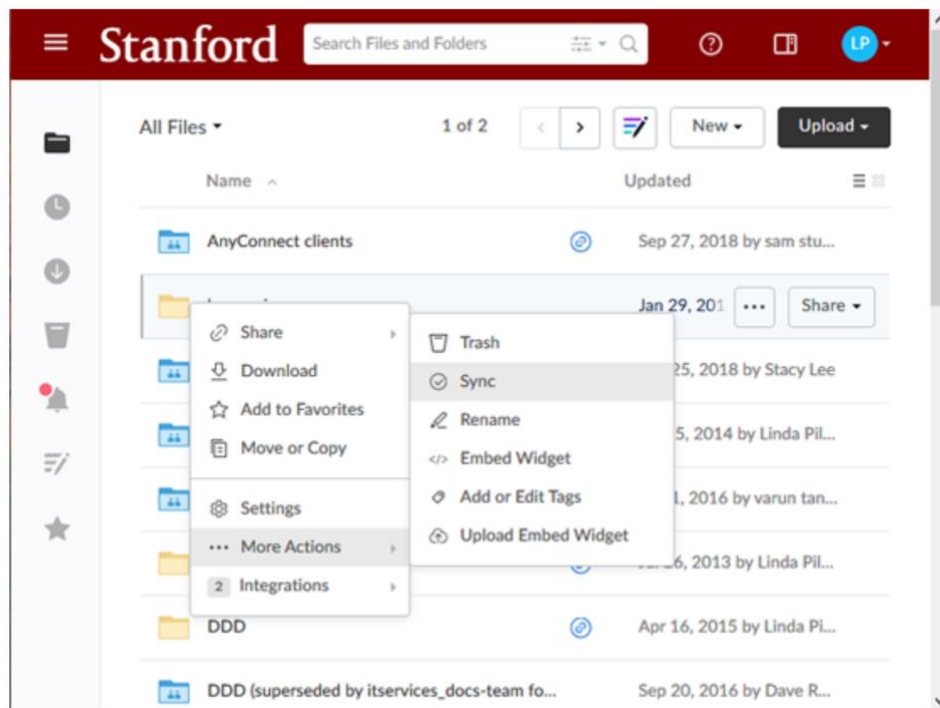 Stanford Search Files and Folders LP
All Files 1 of 2 New Upload
Name Updated
AnyConnect clients Sep 27, 2018 by sam stu...
Jan 29, 201 ... Share
Share
Download
Add to Favorites
Move or Copy
Settings
... More Actions
2 Integrations
Trash
Sync
Rename
</> Embed Widget
Add or Edit Tags
Upload Embed Widget
25, 2018 by Stacy Lee
5, 2014 by Linda Pil...
, 2016 by varun tan...
6, 2013 by Linda Pil...
DDD Apr 16, 2015 by Linda Pi...
DDD (superseded by itservices_docs-team fo... Sep 20, 2016 by Dave R...